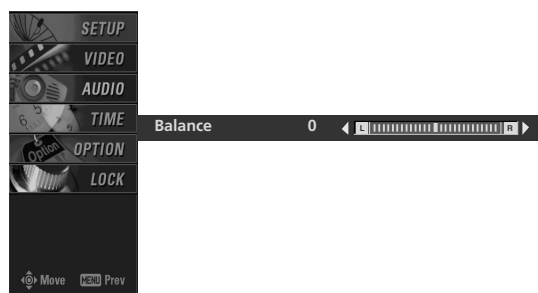 SETUP
VIDEO
AUDIO
TIME
Balance 0 L R
Option OPTION
LOCK
Move MENU Prev